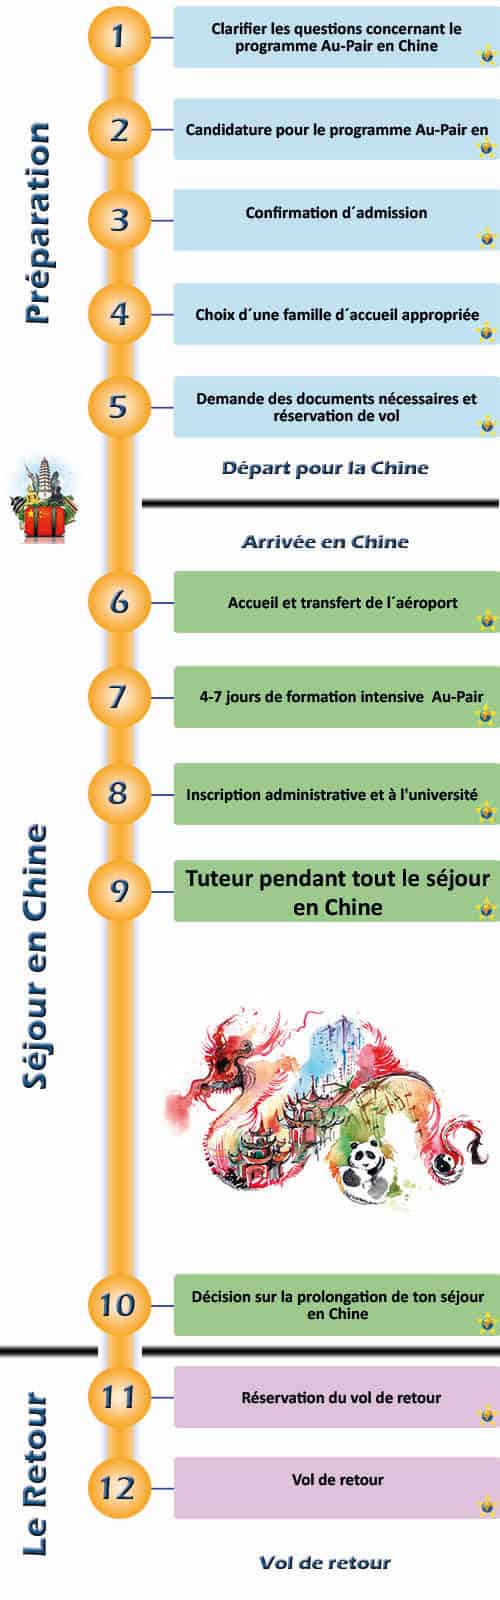 Préparation
1
Clarifier les questions concernant le
programme Au-Pair en Chine
2
Candidature pour le programme Au-Pair en
3
Confirmation d´admission
4
Choix d´une famille d´accueil appropriée
5
Demande des documents nécessaires et
réservation de vol
Départ pour la Chine
Arrivée en Chine
Séjour en Chine
6
Accueil et transfert de l´aéroport
7
4-7 jours de formation intensive Au-Pair
8
Inscription administrative et à l'université
9
Tuteur pendant tout le séjour
en Chine
10
Décision sur la prolongation de ton séjour
en Chine
Le Retour
11
Réservation du vol de retour
12
Vol de retour
Vol de retour